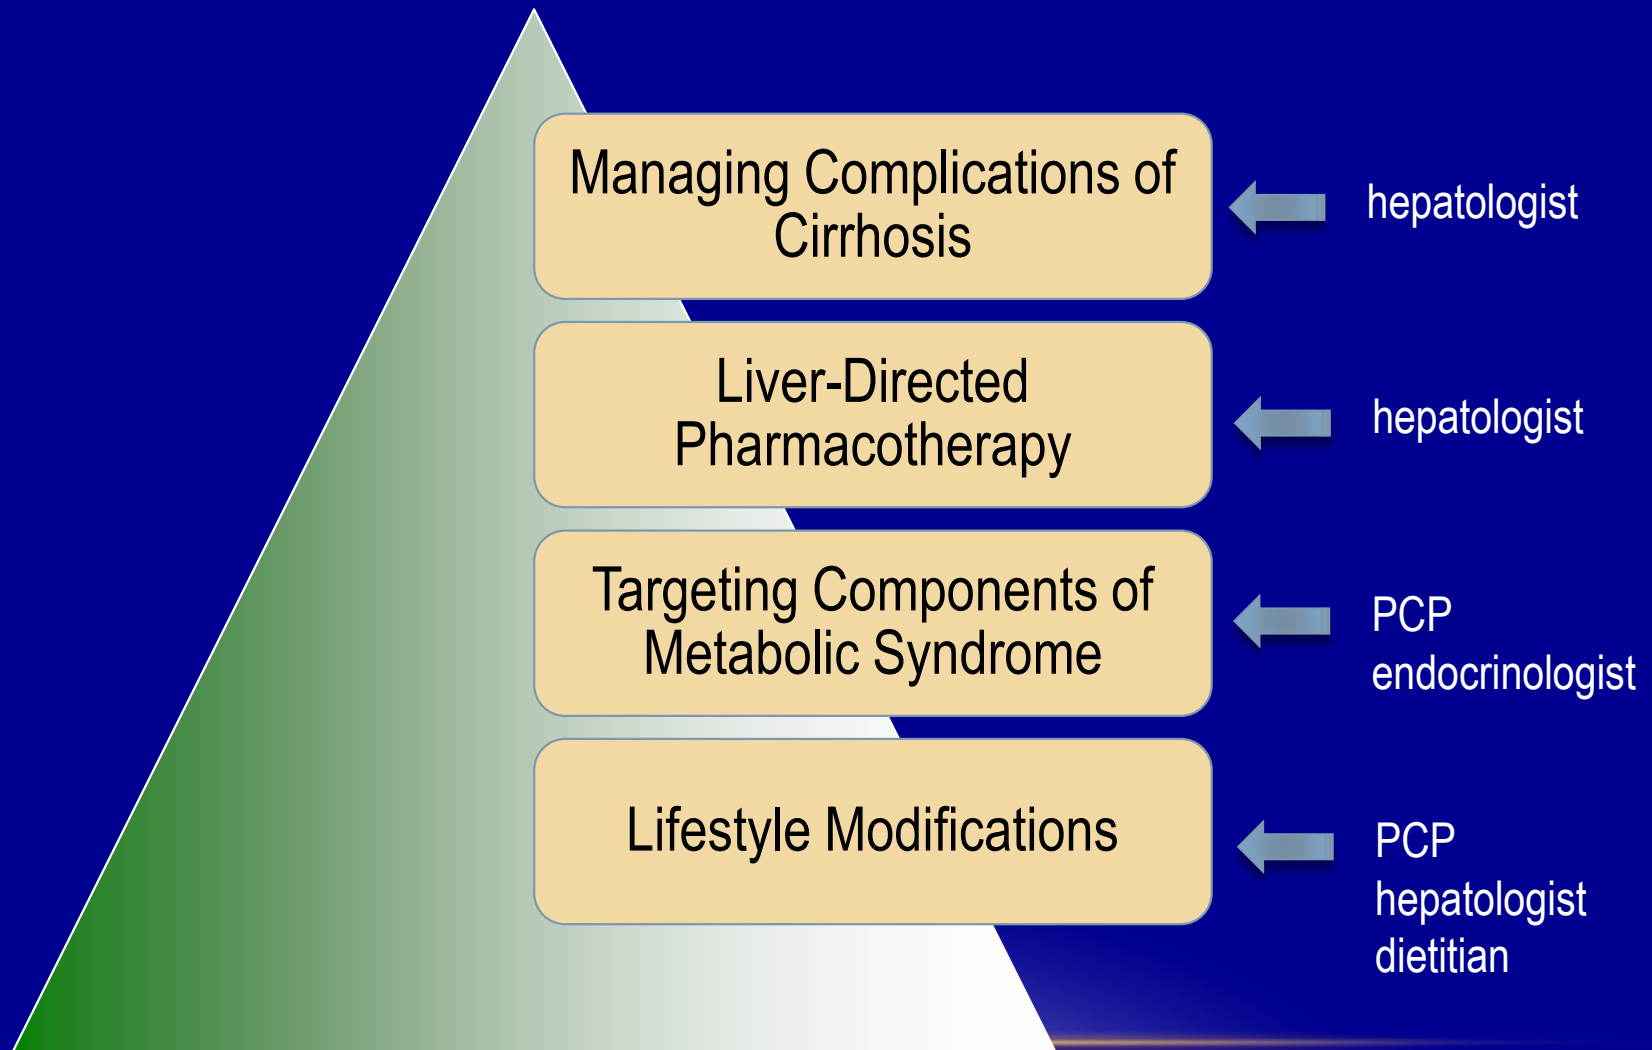 Managing Complications of
Cirrhosis
hepatologist
Liver-Directed
Pharmacotherapy
hepatologist
Targeting Components of
Metabolic Syndrome
PCP
endocrinologist
Lifestyle Modifications
PCP
hepatologist
dietitian